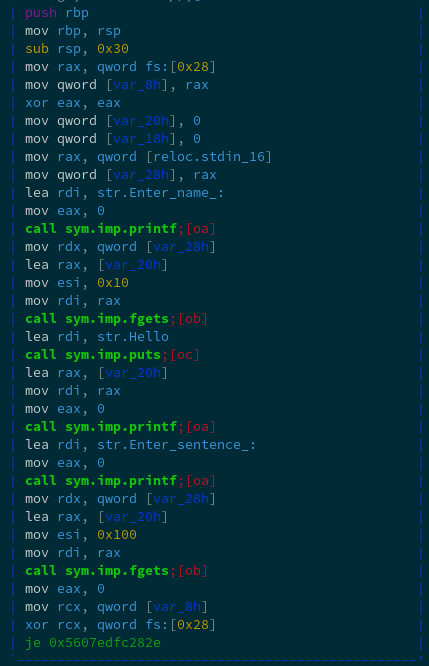 push rbp
mov rbp, rsp
sub rsp, 0x30
mov rax, qword fs:[0x28]
mov qword [var_8h], rax
xor eax, eax
mov qword [var_20h], 0
mov qword [var_18h], 0
mov rax, qword [reloc.stdin_16]
mov qword [var_28h], rax
lea rdi, str.Enter_name_:
mov eax, 0
call sym.imp.printf;[oa]
mov rdx, qword [var_28h]
lea rax, [var_20h]
mov esi, 0x10
mov rdi, rax
call sym.imp.fgets;[ob]
lea rdi, str.Hello
call sym.imp.puts;[oc]
lea rax, [var_20h]
mov rdi, rax
mov eax, 0
call sym.imp.printf;[oa]
lea rdi, str.Enter_sentence_:
mov eax, 0
call sym.imp.printf;[oa]
mov rdx, qword [var_28h]
lea rax, [var_20h]
mov esi, 0x100
mov rdi, rax
call sym.imp.fgets;[ob]
mov eax, 0
mov rcx, qword [var_8h]
xor rcx, qword fs:[0x28]
je 0x5607edfc282e